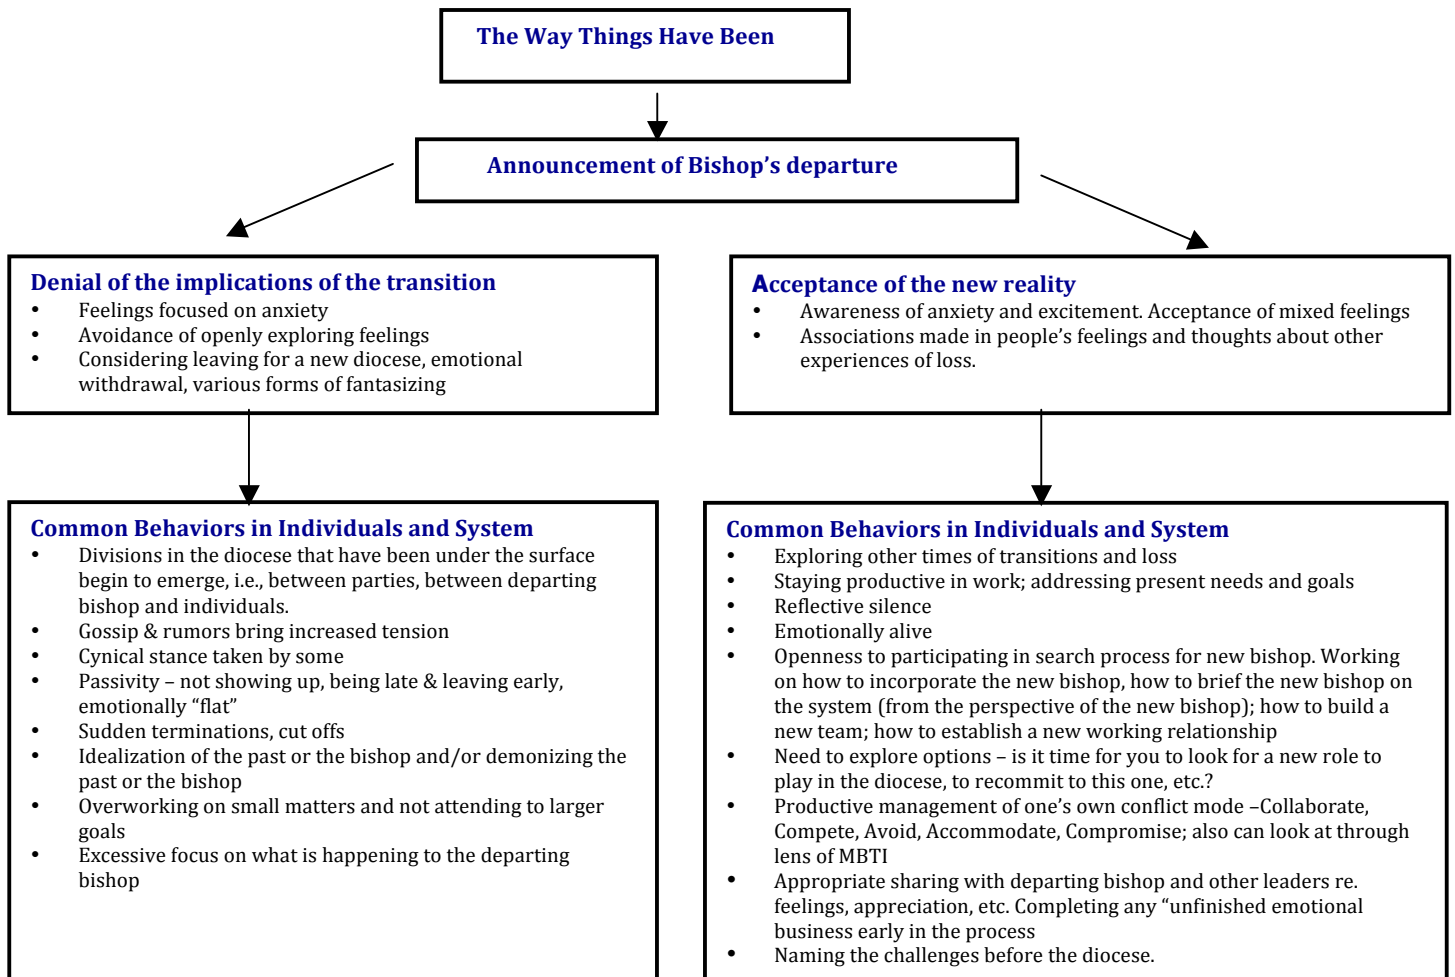 The Way Things Have Been
Announcement of Bishop's departure
Denial of the implications of the transition
• Feelings focused on anxiety
• Avoidance of openly exploring feelings
• Considering leaving for a new diocese, emotional
withdrawal, various forms of fantasizing
Acceptance of the new reality
• Awareness of anxiety and excitement. Acceptance of mixed feelings
• Associations made in people's feelings and thoughts about other
experiences of loss.
Common Behaviors in Individuals and System
• Divisions in the diocese that have been under the surface
begin to emerge, i.e., between parties, between departing
bishop and individuals.
• Gossip & rumors bring increased tension
• Cynical stance taken by some
• Passivity – not showing up, being late & leaving early,
emotionally “flat”
• Sudden terminations, cut offs
• Idealization of the past or the bishop and/or demonizing the
past or the bishop
• Overworking on small matters and not attending to larger
goals
• Excessive focus on what is happening to the departing
bishop
Common Behaviors in Individuals and System
• Exploring other times of transitions and loss
• Staying productive in work; addressing present needs and goals
• Reflective silence
• Emotionally alive
• Openness to participating in search process for new bishop. Working
on how to incorporate the new bishop, how to brief the new bishop on
the system (from the perspective of the new bishop); how to build a
new team; how to establish a new working relationship
• Need to explore options – is it time for you to look for a new role to
play in the diocese, to recommit to this one, etc.?
• Productive management of one's own conflict mode –Collaborate,
Compete, Avoid, Accommodate, Compromise; also can look at through
lens of MBTI
• Appropriate sharing with departing bishop and other leaders re.
feelings, appreciation, etc. Completing any “unfinished emotional
business early in the process
• Naming the challenges before the diocese.